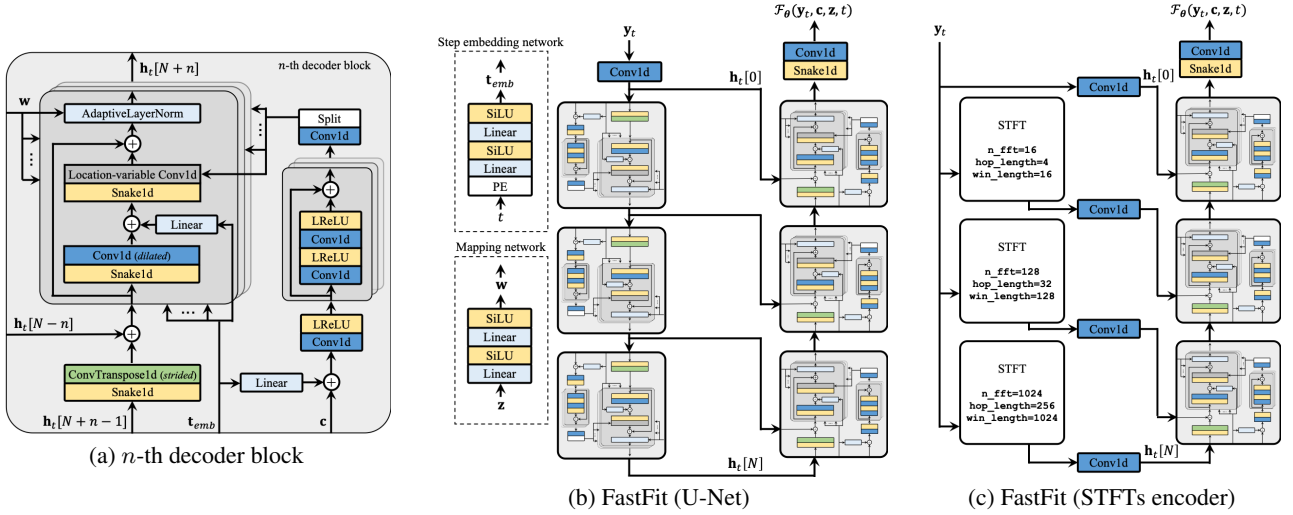 n-th decoder block
h_t[N + n]
w
AdaptiveLayerNorm
Split
Conv1d
Location-variable Conv1d
Snake1d
Linear
LReLU
Conv1d
LReLU
Conv1d
Conv1d (dilated)
Snake1d
...
h_t[N − n]
LReLU
Conv1d
ConvTranspose1d (strided)
Snake1d
Linear
h_t[N + n − 1]
t_emb
c
(a) n-th decoder block
Step embedding network
t_emb
SiLU
Linear
SiLU
Linear
PE
t
Mapping network
w
SiLU
Linear
SiLU
Linear
z
y_t
Conv1d
h_t[0]
F_θ(y_t, c, z, t)
Conv1d
Snake1d
h_t[N]
(b) FastFit (U-Net)
y_t
F_θ(y_t, c, z, t)
Conv1d
Snake1d
Conv1d
h_t[0]
STFT
n_fft=16
hop_length=4
win_length=16
Conv1d
STFT
n_fft=128
hop_length=32
win_length=128
Conv1d
STFT
n_fft=1024
hop_length=256
win_length=1024
Conv1d
h_t[N]
(c) FastFit (STFTs encoder)